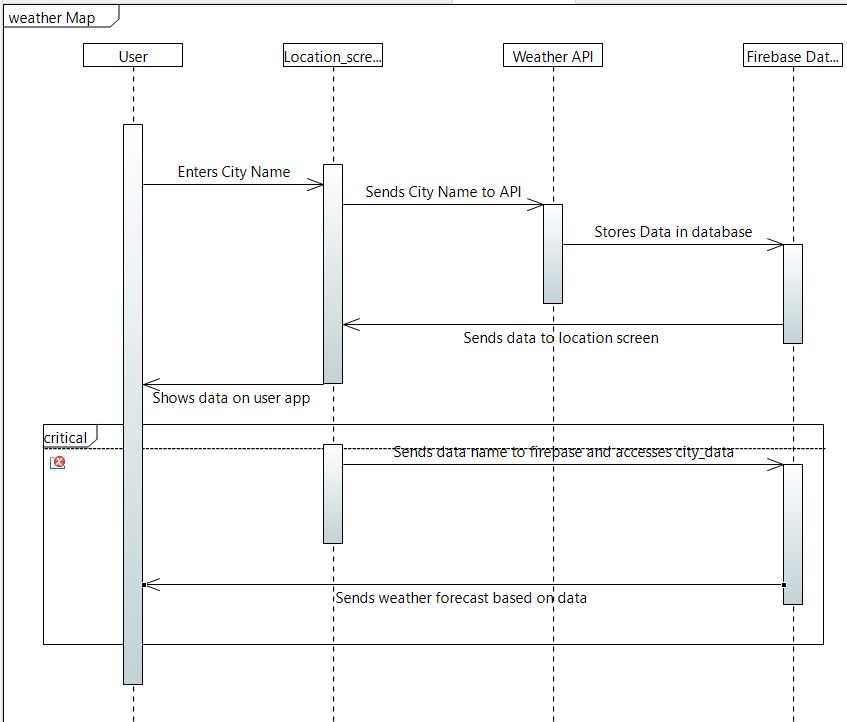 weather Map
User
Location_scre...
Weather API
Firebase Dat...
Enters City Name
Sends City Name to API
Stores Data in database
Sends data to location screen
Shows data on user app
critical
Sends data name to firebase and accesses city_data
Sends weather forecast based on data